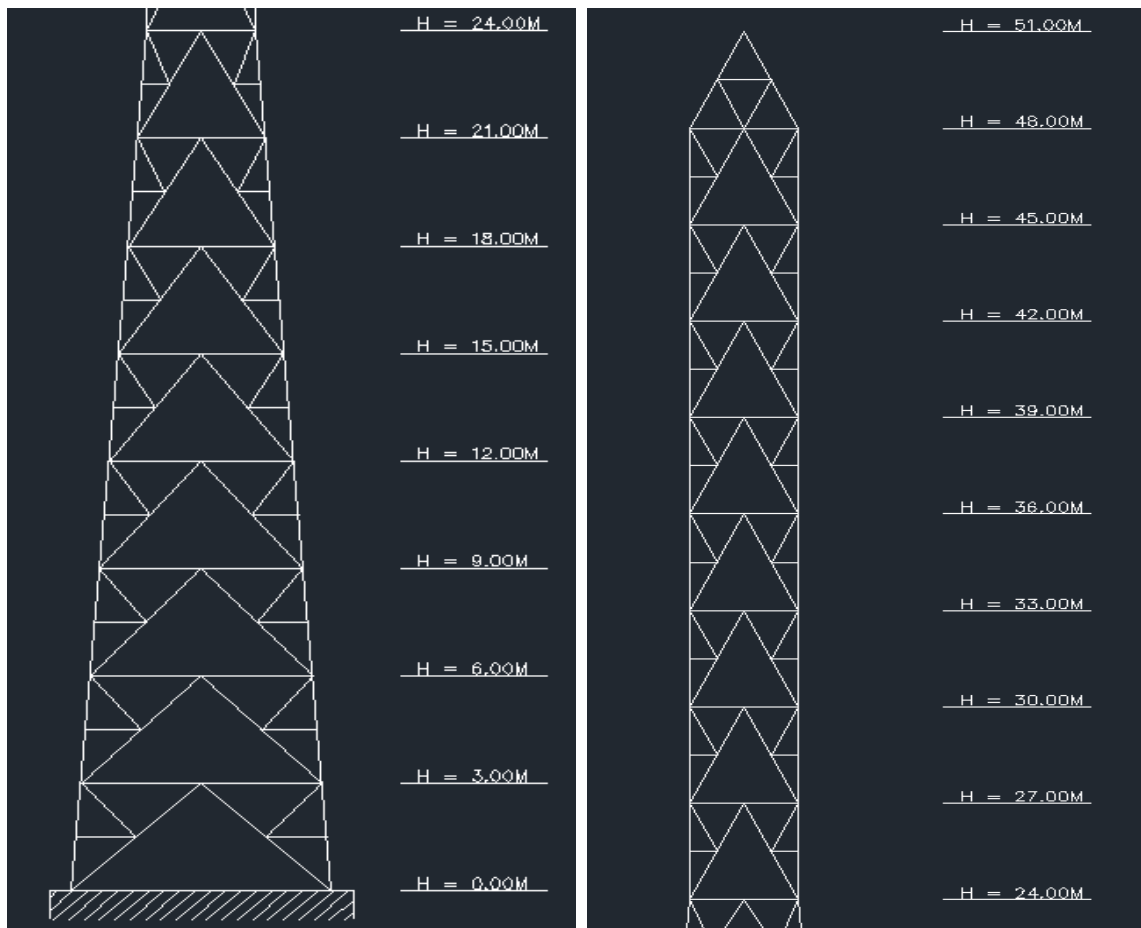 H = 24.00M
H = 21.00M
H = 18.00M
H = 15.00M
H = 12.00M
H = 9.00M
H = 6.00M
H = 3.00M
H = 0.00M
H = 51.00M
H = 48.00M
H = 45.00M
H = 42.00M
H = 39.00M
H = 36.00M
H = 33.00M
H = 30.00M
H = 27.00M
H = 24.00M